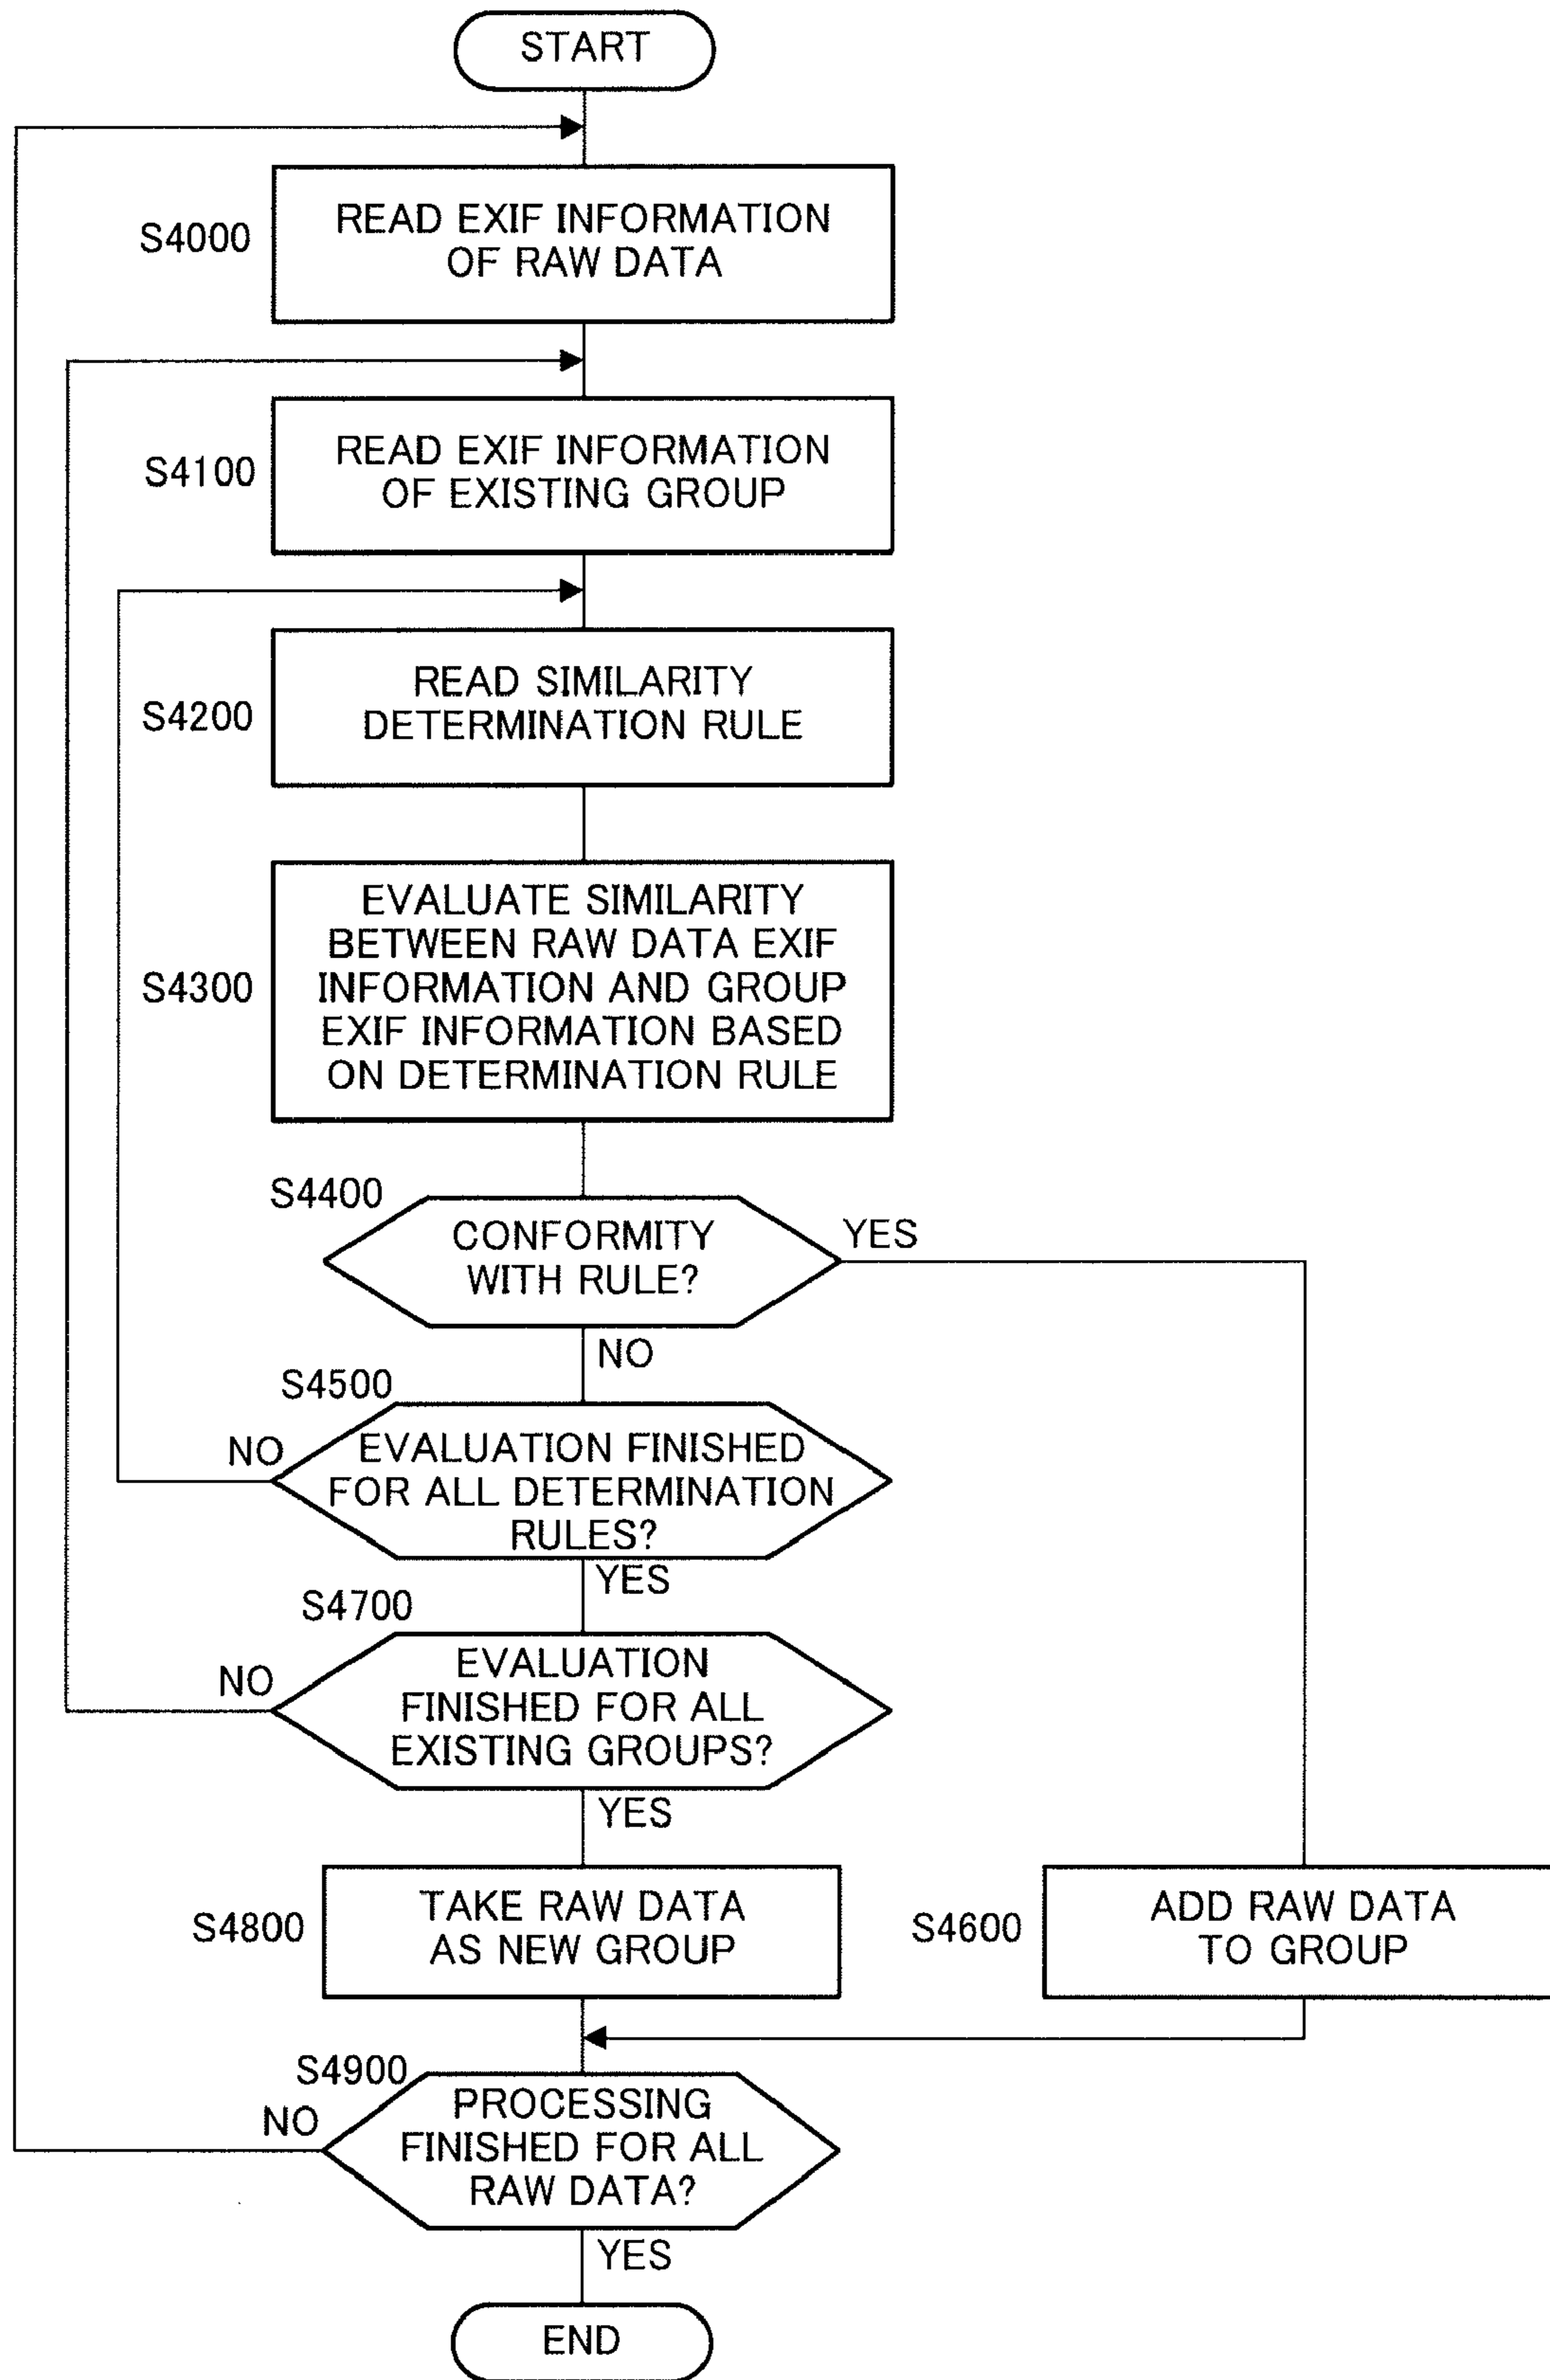 START
S4000
READ EXIF INFORMATION
OF RAW DATA
S4100
READ EXIF INFORMATION
OF EXISTING GROUP
S4200
READ SIMILARITY
DETERMINATION RULE
S4300
EVALUATE SIMILARITY
BETWEEN RAW DATA EXIF
INFORMATION AND GROUP
EXIF INFORMATION BASED
ON DETERMINATION RULE
S4400
CONFORMITY
WITH RULE?
YES
NO
S4500
NO
EVALUATION FINISHED
FOR ALL DETERMINATION
RULES?
YES
S4700
NO
EVALUATION
FINISHED FOR ALL
EXISTING GROUPS?
YES
S4800
TAKE RAW DATA
AS NEW GROUP
S4600
ADD RAW DATA
TO GROUP
S4900
NO
PROCESSING
FINISHED FOR ALL
RAW DATA?
YES
END